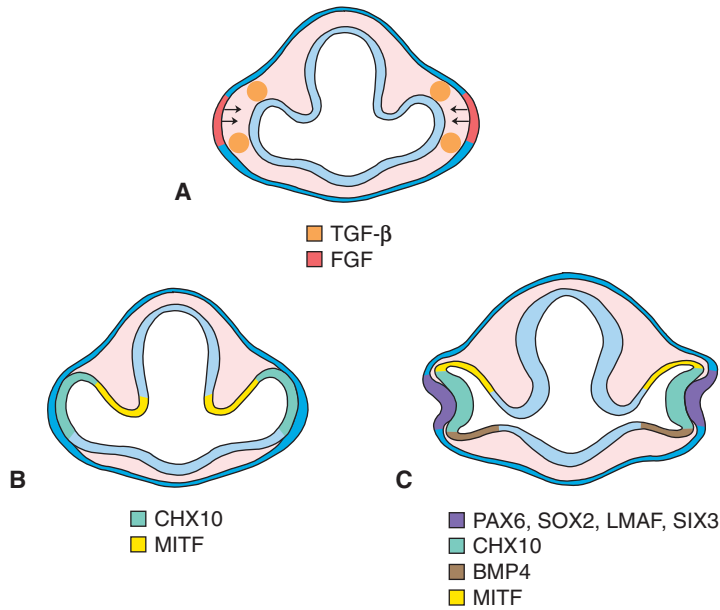 A
TGF-β
FGF
B
CHX10
MITF
C
PAX6, SOX2, LMAF, SIX3
CHX10
BMP4
MITF